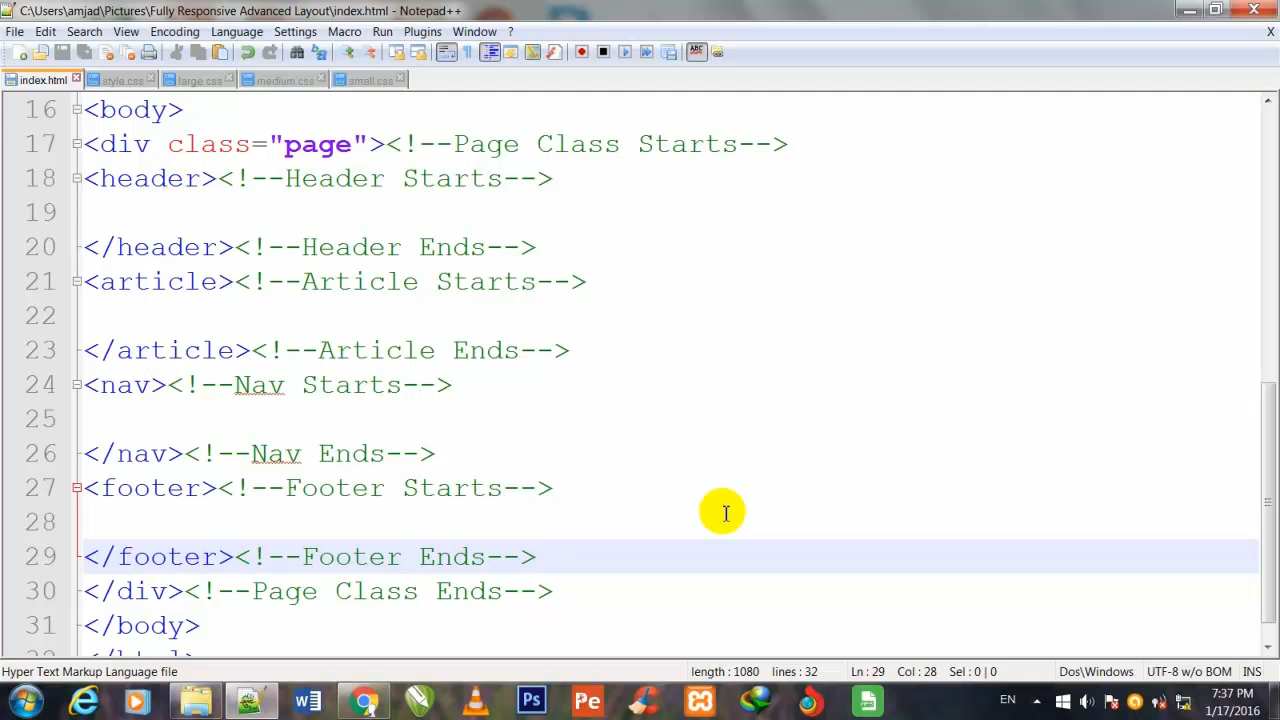 C:\Users\amjad\Pictures\Fully Responsive Advanced Layout\index.html - Notepad++
File Edit Search View Encoding Language Settings Macro Run Plugins Window ? X
index.html style.css large.css medium.css small.css
16 <body>
17 <div class="page"><!--Page Class Starts-->
18 <header><!--Header Starts-->
19
20 </header><!--Header Ends-->
21 <article><!--Article Starts-->
22
23 </article><!--Article Ends-->
24 <nav><!--Nav Starts-->
25
26 </nav><!--Nav Ends-->
27 <footer><!--Footer Starts-->
28
29 </footer><!--Footer Ends-->
30 </div><!--Page Class Ends-->
31 </body>
Hyper Text Markup Language file length : 1080 lines : 32 Ln : 29 Col : 28 Sel : 0 | 0 Dos\Windows UTF-8 w/o BOM INS
Ps Pe EN 7:37 PM
1/17/2016